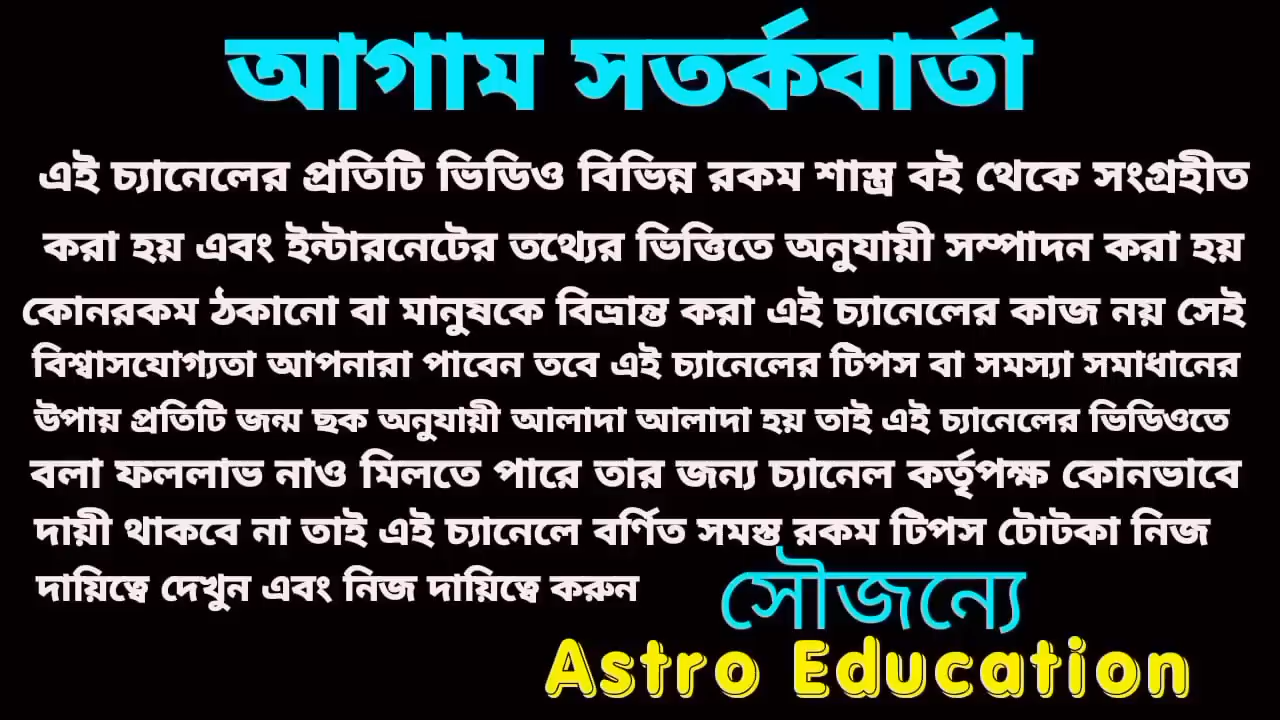 আগাম সতর্কবার্তা
এই চ্যানেলের প্রতিটি ভিডিও বিভিন্ন রকম শাস্ত্র বই থেকে সংগ্রহীত
করা হয় এবং ইন্টারনেটের তথ্যের ভিত্তিতে অনুযায়ী সম্পাদন করা হয়
কোনরকম ঠকানো বা মানুষকে বিভ্রান্ত করা এই চ্যানেলের কাজ নয় সেই
বিশ্বাসযোগ্যতা আপনারা পাবেন তবে এই চ্যানেলের টিপস বা সমস্যা সমাধানের
উপায় প্রতিটি জন্ম ছক অনুযায়ী আলাদা আলাদা হয় তাই এই চ্যানেলের ভিডিওতে
বলা ফললাভ নাও মিলতে পারে তার জন্য চ্যানেল কর্তৃপক্ষ কোনভাবে
দায়ী থাকবে না তাই এই চ্যানেলে বর্ণিত সমস্ত রকম টিপস টোটকা নিজ
দায়িত্বে দেখুন এবং নিজ দায়িত্বে করুন
সৌজন্যে
Astro Education